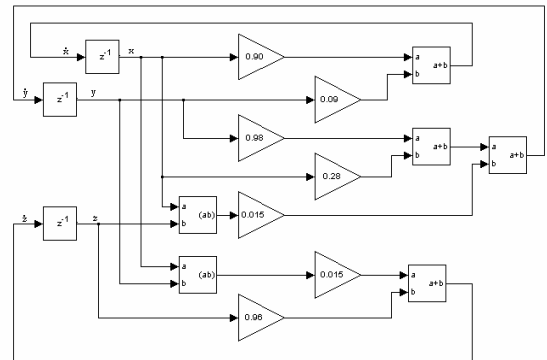 ẋ z⁻¹ x 0.90 a b a+b
ẏ z⁻¹ y 0.09
0.98 a b a+b a b a+b
0.28
a b (ab) 0.015
ż z⁻¹ z
a b (ab) 0.015 a b a+b
0.96